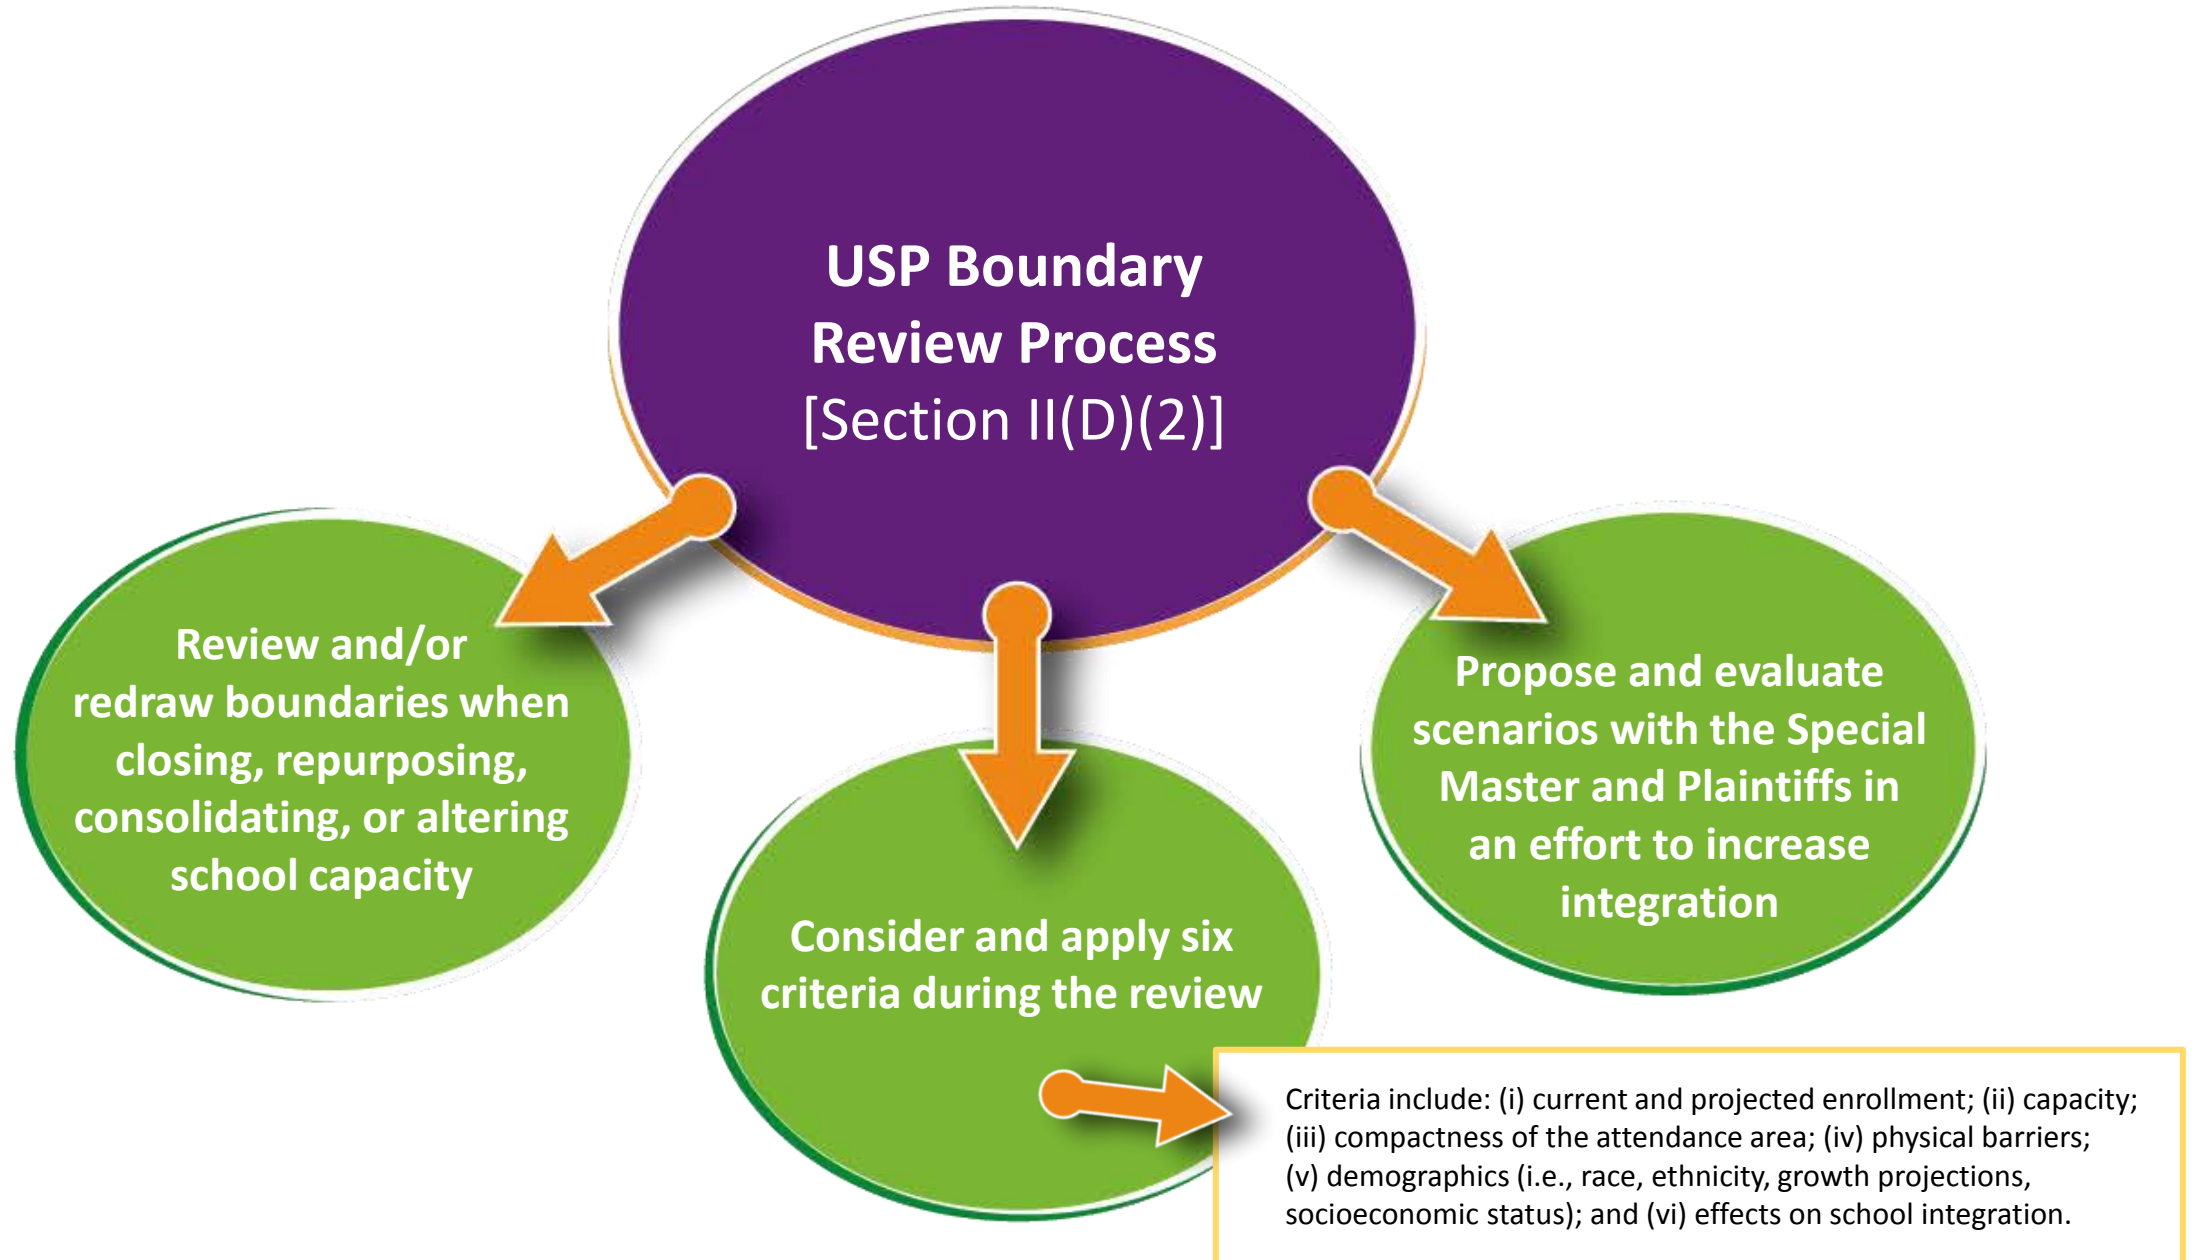 USP Boundary
Review Process
[Section II(D)(2)]
Review and/or
redraw boundaries when
closing, repurposing,
consolidating, or altering
school capacity
Consider and apply six
criteria during the review
Propose and evaluate
scenarios with the Special
Master and Plaintiffs in
an effort to increase
integration
Criteria include: (i) current and projected enrollment; (ii) capacity;
(iii) compactness of the attendance area; (iv) physical barriers;
(v) demographics (i.e., race, ethnicity, growth projections,
socioeconomic status); and (vi) effects on school integration.